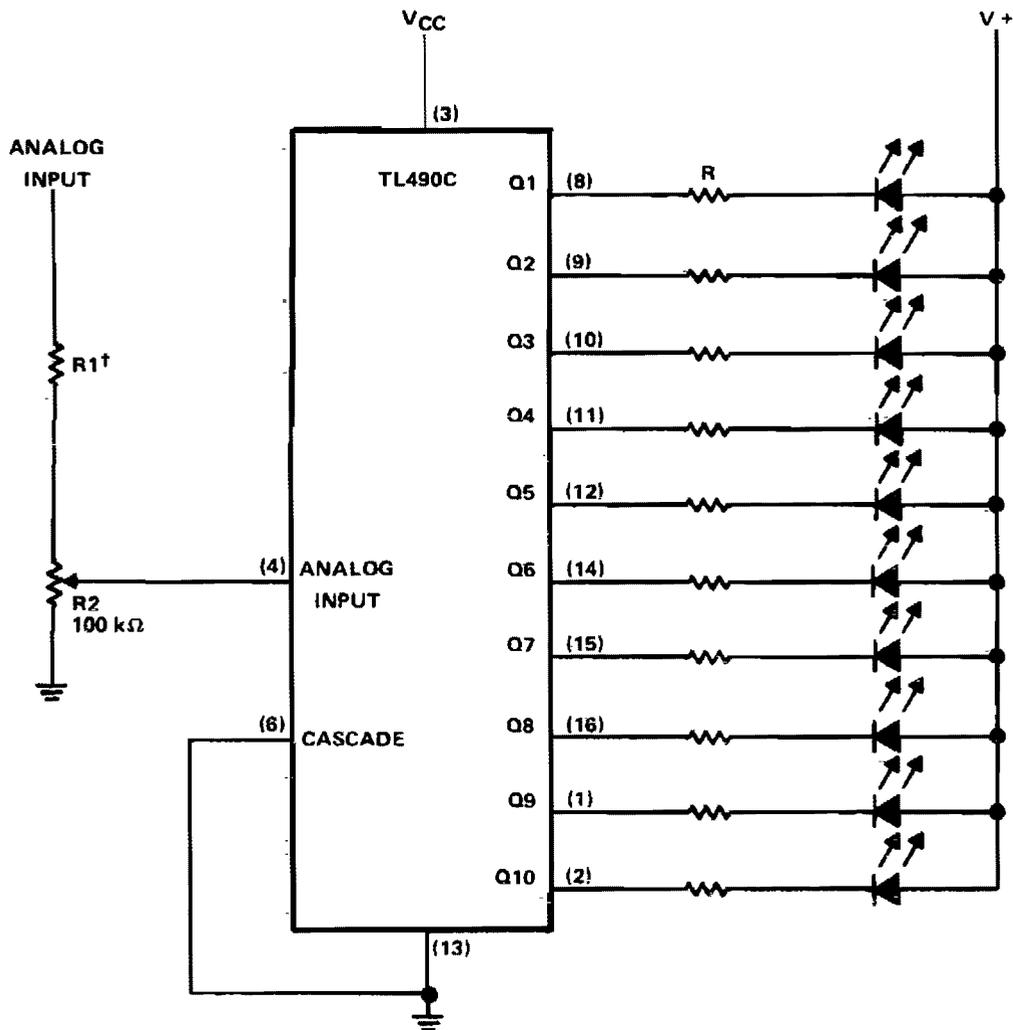 VCC
V+
(3)
ANALOG
INPUT
TL490C
R1†
R2
100 kΩ
(4)
ANALOG
INPUT
(6)
CASCADE
(13)
Q1
(8)
R
Q2
(9)
Q3
(10)
Q4
(11)
Q5
(12)
Q6
(14)
Q7
(15)
Q8
(16)
Q9
(1)
Q10
(2)